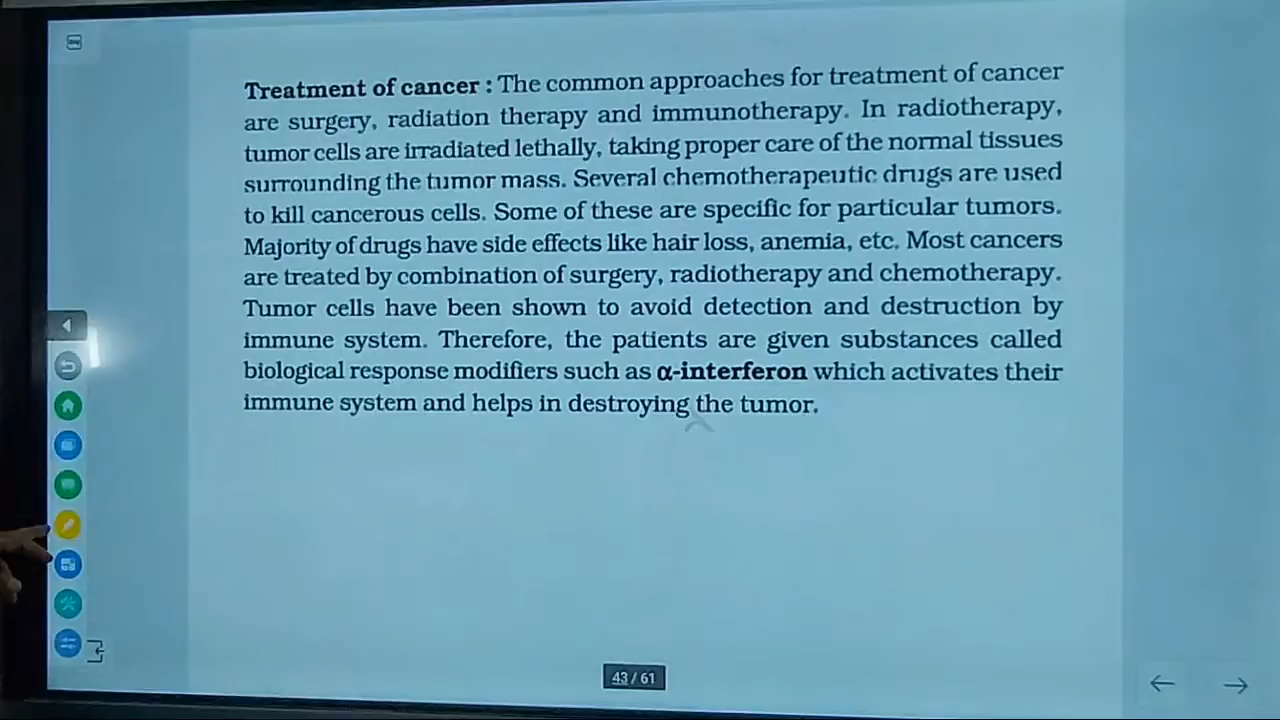 Treatment of cancer : The common approaches for treatment of cancer
are surgery, radiation therapy and immunotherapy. In radiotherapy,
tumor cells are irradiated lethally, taking proper care of the normal tissues
surrounding the tumor mass. Several chemotherapeutic drugs are used
to kill cancerous cells. Some of these are specific for particular tumors.
Majority of drugs have side effects like hair loss, anemia, etc. Most cancers
are treated by combination of surgery, radiotherapy and chemotherapy.
Tumor cells have been shown to avoid detection and destruction by
immune system. Therefore, the patients are given substances called
biological response modifiers such as α-interferon which activates their
immune system and helps in destroying the tumor.
43 / 61